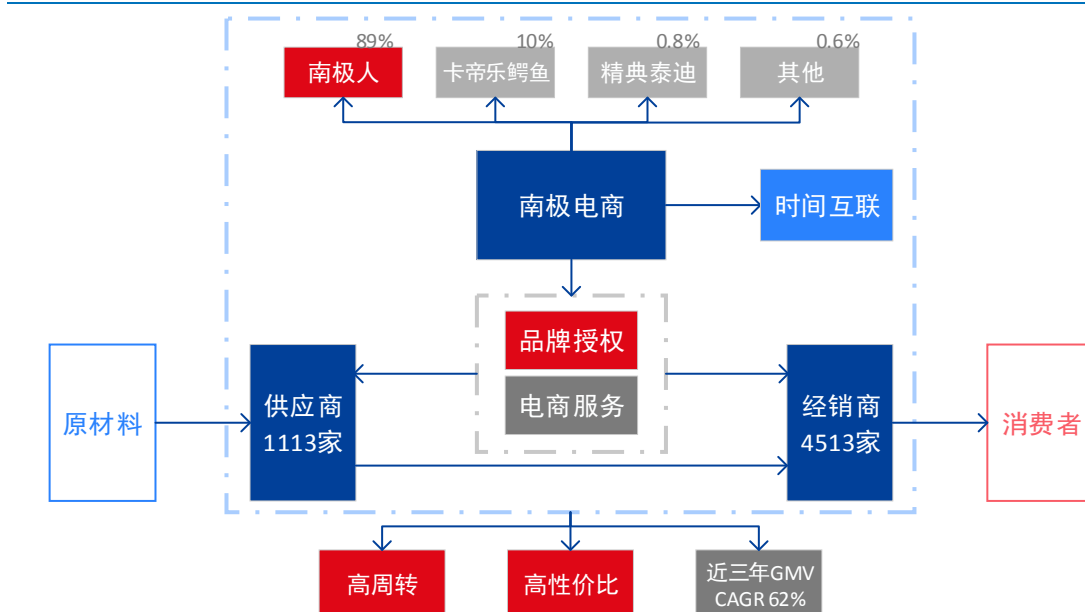 89%
10%
0.8%
0.6%
南极人
卡帝乐鳄鱼
精典泰迪
其他
南极电商
时间互联
品牌授权
电商服务
原材料
供应商
1113家
经销商
4513家
消费者
高周转
高性价比
近三年GMV
CAGR 62%